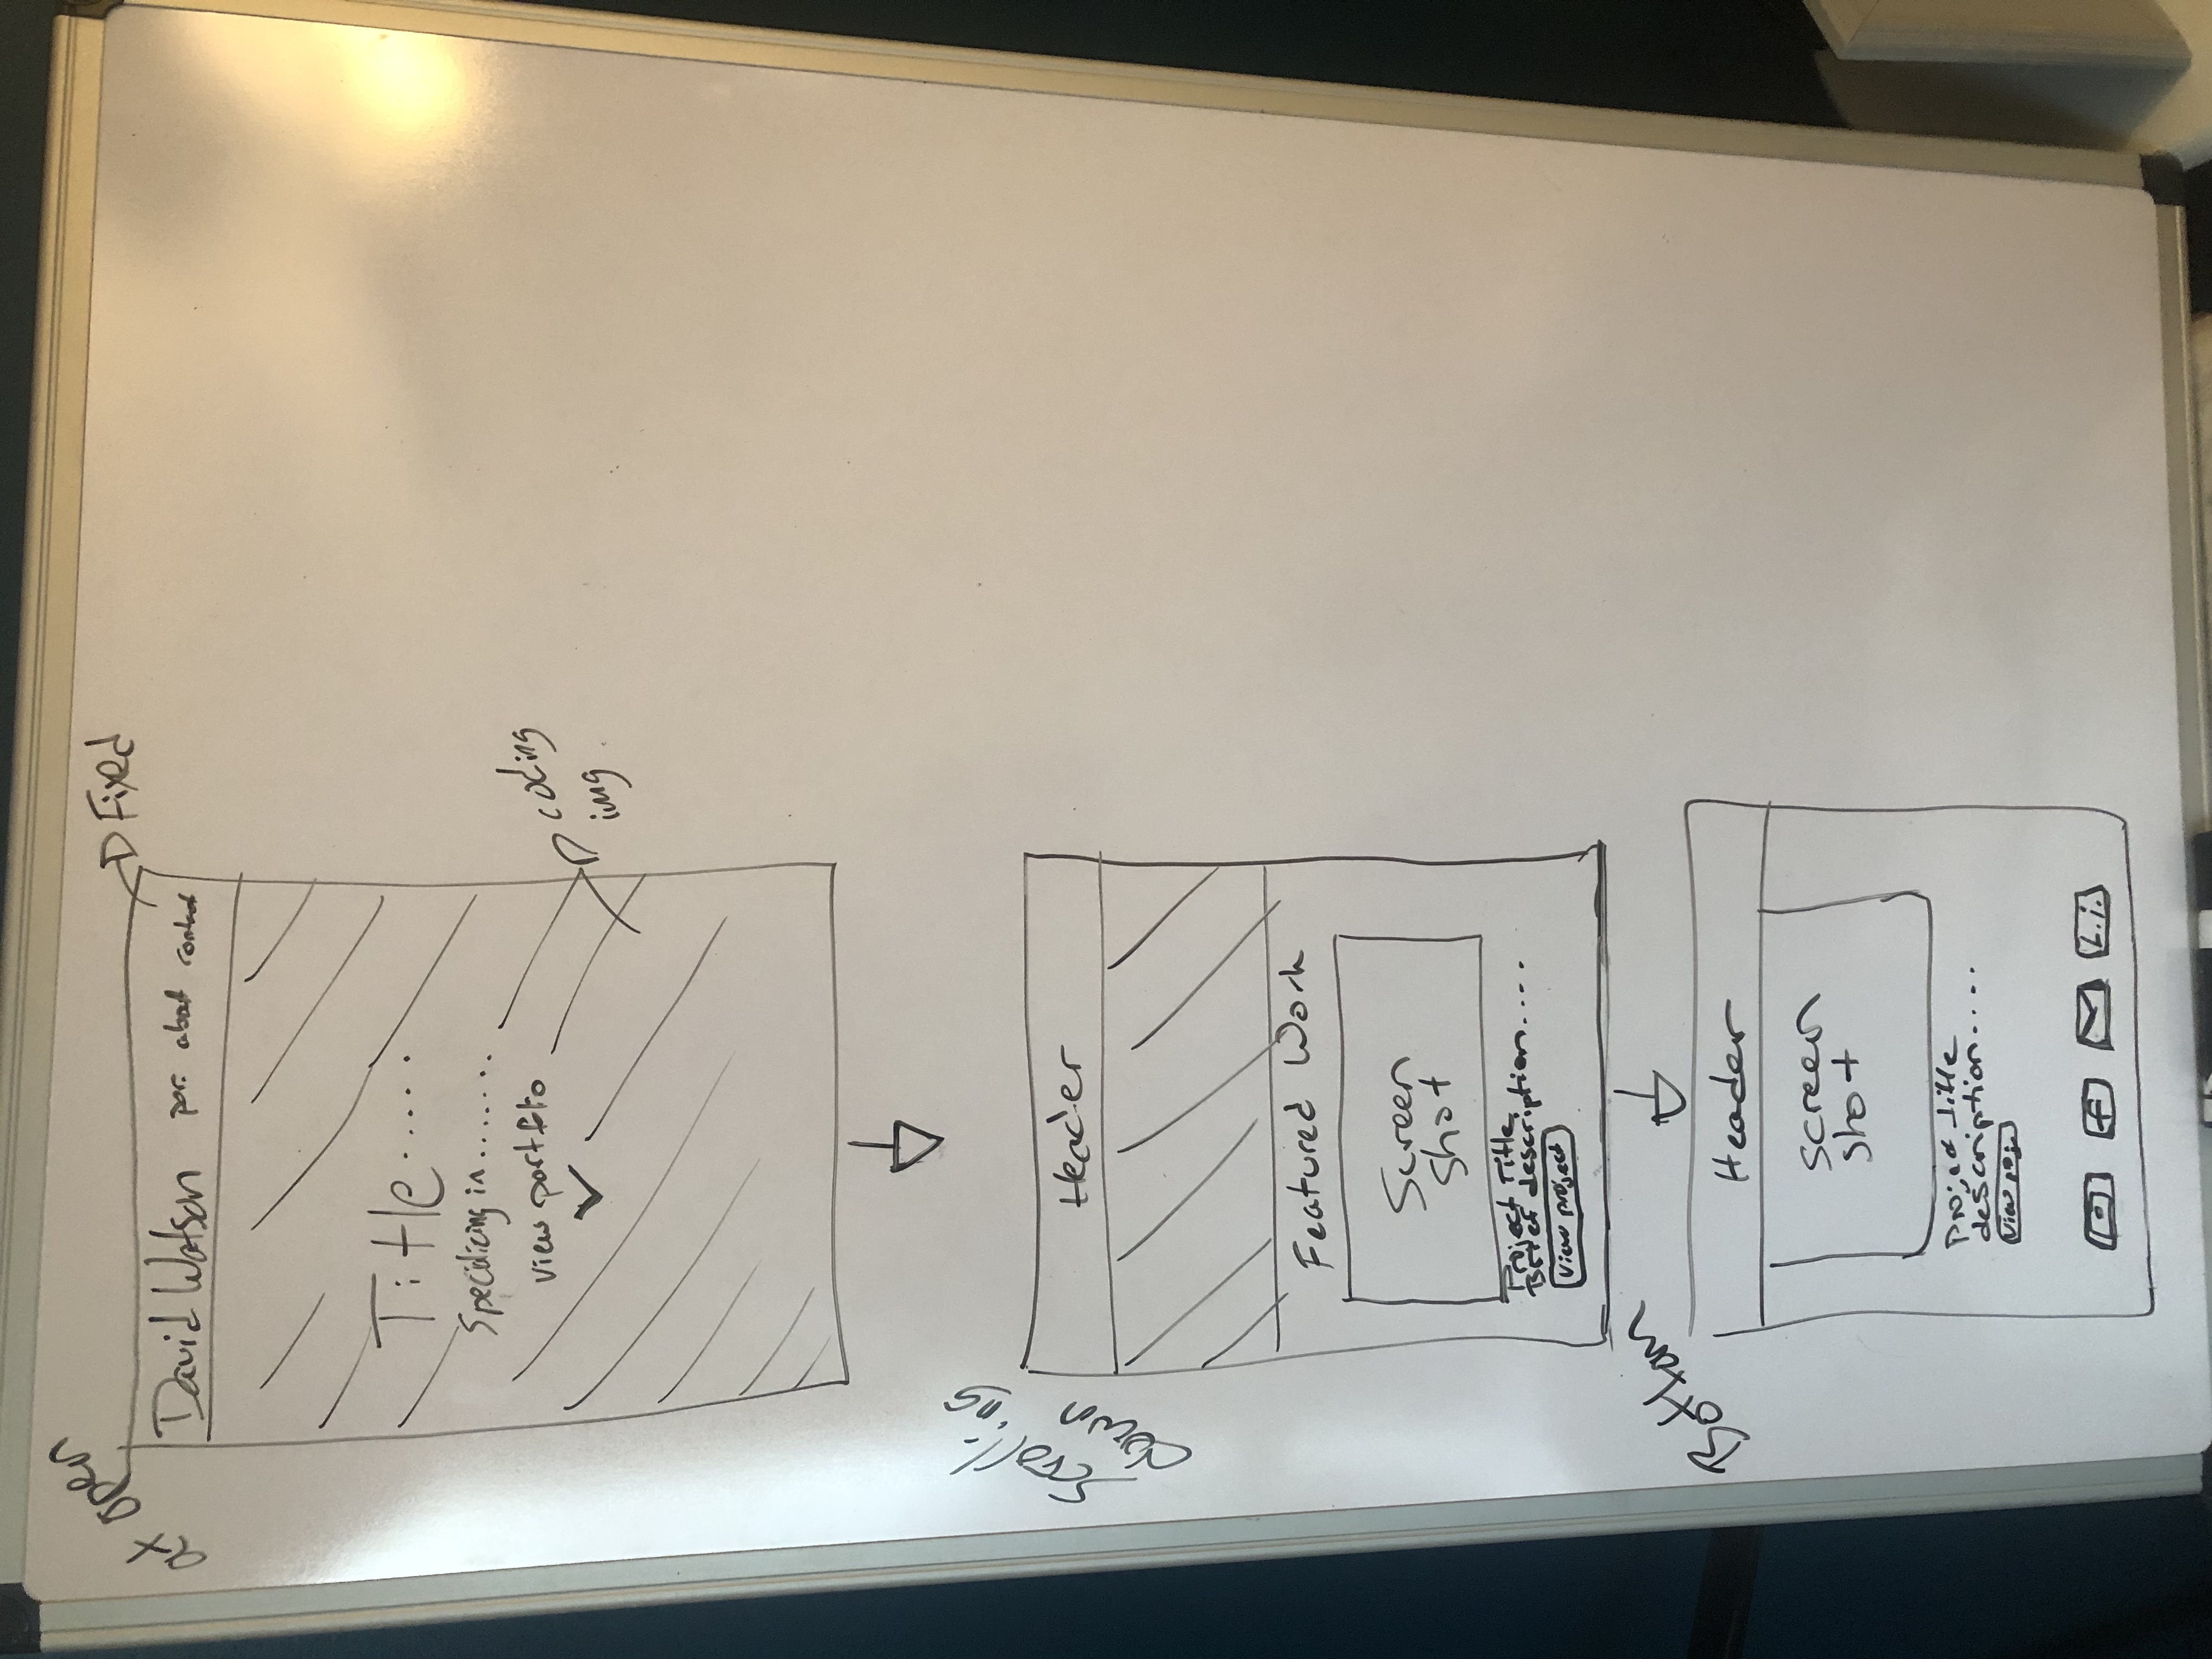 at open
Fixed
David Watson por. about contact
Title.....
Specilicing in.......
view portfolio
coding
img
Scrolling
down
Header
Featured Work
Screen
Shot
Project Title
Brief description....
View project
Bottom
Header
screen
shot
Project title
description....
View proj
f
L.i.